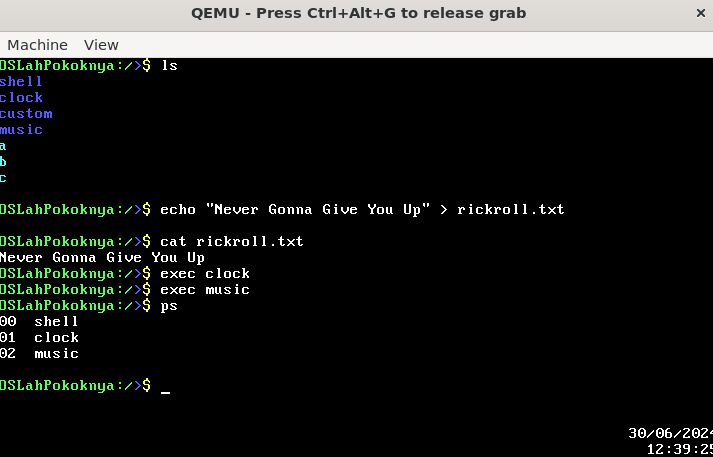 QEMU - Press Ctrl+Alt+G to release grab
Machine View
OSLahPokoknya:/>$ ls
shell
clock
custom
music
a
b
c
OSLahPokoknya:/>$ echo "Never Gonna Give You Up" > rickroll.txt
OSLahPokoknya:/>$ cat rickroll.txt
Never Gonna Give You Up
OSLahPokoknya:/>$ exec clock
OSLahPokoknya:/>$ exec music
OSLahPokoknya:/>$ ps
00 shell
01 clock
02 music
OSLahPokoknya:/>$ _
30/06/2024
12:39:25